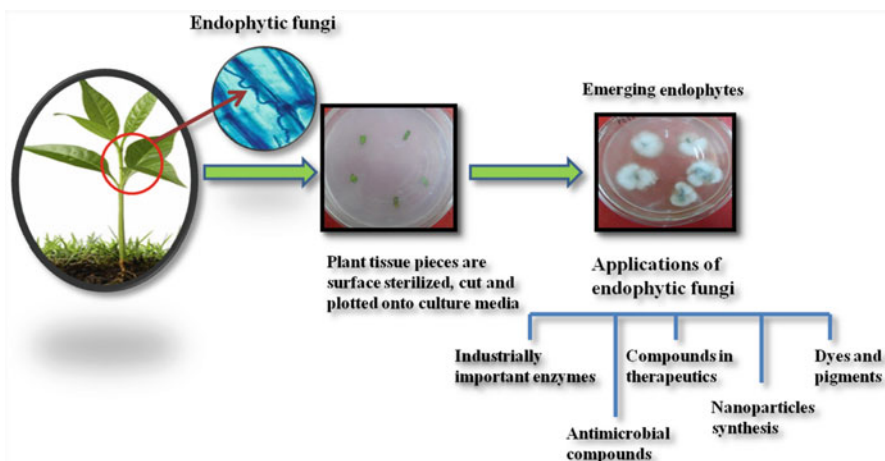 Endophytic fungi
Emerging endophytes
Plant tissue pieces are
surface sterilized, cut and
plotted onto culture media
Applications of
endophytic fungi
Industrially
important enzymes
Antimicrobial
compounds
Compounds in
therapeutics
Nanoparticles
synthesis
Dyes and
pigments